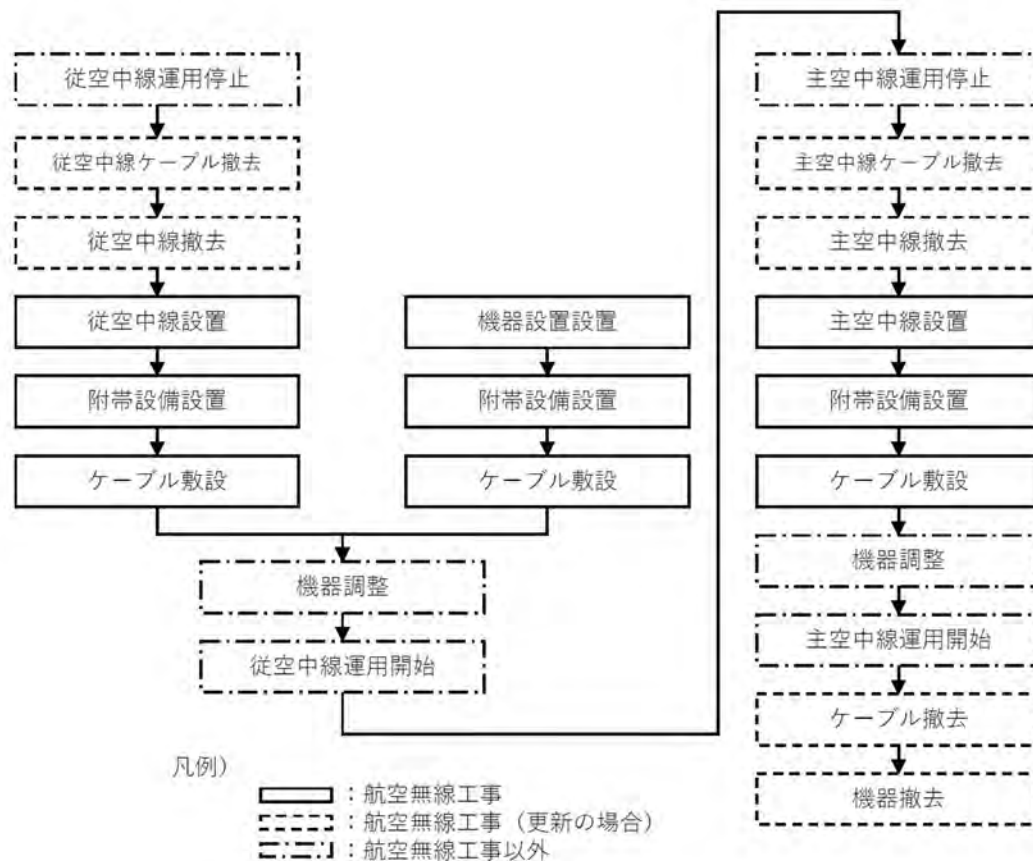 従空中線運用停止
従空中線ケーブル撤去
従空中線撤去
従空中線設置
附帯設備設置
ケーブル敷設
機器設置設置
附帯設備設置
ケーブル敷設
機器調整
従空中線運用開始
主空中線運用停止
主空中線ケーブル撤去
主空中線撤去
主空中線設置
附帯設備設置
ケーブル敷設
機器調整
主空中線運用開始
ケーブル撤去
機器撤去
凡例)
:航空無線工事
:航空無線工事(更新の場合)
:航空無線工事以外